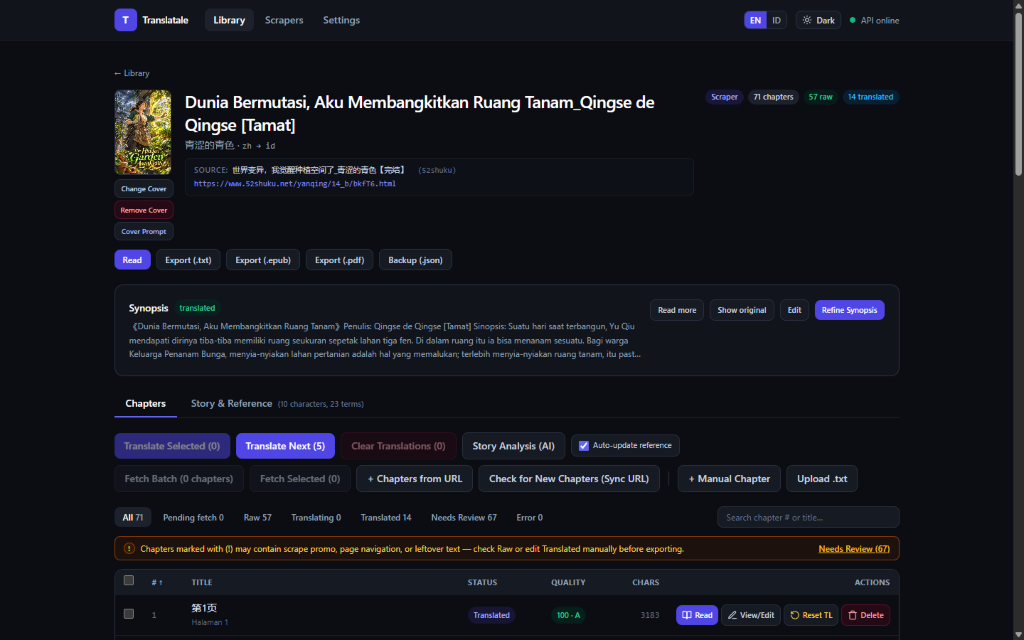 T Translatale Library Scrapers Settings EN ID Dark API online
← Library
Dunia Bermutasi, Aku Membangkitkan Ruang Tanam_Qingse de
Qingse [Tamat]
Scraper 71 chapters 57 raw 14 translated
青涩的青色 · zh → id
SOURCE: 世界变异，我觉醒种植空间了_青涩的青色【完结】 (52shuku)
https://www.52shuku.net/yanqing/14_b/bkfT6.html
Garden
Change Cover
Remove Cover
Cover Prompt
Read Export (.txt) Export (.epub) Export (.pdf) Backup (.json)
Synopsis translated Read more Show original Edit Refine Synopsis
《Dunia Bermutasi, Aku Membangkitkan Ruang Tanam》 Penulis: Qingse de Qingse [Tamat] Sinopsis: Suatu hari saat terbangun, Yu Qiu
mendapati dirinya tiba-tiba memiliki ruang seukuran sepetak lahan tiga fen. Di dalam ruang itu ia bisa menanam sesuatu. Bagi warga
Keluarga Penanam Bunga, menyia-nyiakan lahan pertanian adalah hal yang memalukan; terlebih menyia-nyiakan ruang tanam, itu past...
Chapters Story & Reference (10 characters, 23 terms)
Translate Selected (0) Translate Next (5) Clear Translations (0) Story Analysis (AI) Auto-update reference
Fetch Batch (0 chapters) Fetch Selected (0) + Chapters from URL Check for New Chapters (Sync URL) + Manual Chapter Upload .txt
All 71 Pending fetch 0 Raw 57 Translating 0 Translated 14 Needs Review 67 Error 0 Search chapter # or title...
Chapters marked with (!) may contain scrape promo, page navigation, or leftover text — check Raw or edit Translated manually before exporting. Needs Review (67)
# ↑ TITLE STATUS QUALITY CHARS ACTIONS
1 第1页 Translated 100 · A 3183 Read View/Edit Reset TL Delete
Halaman 1